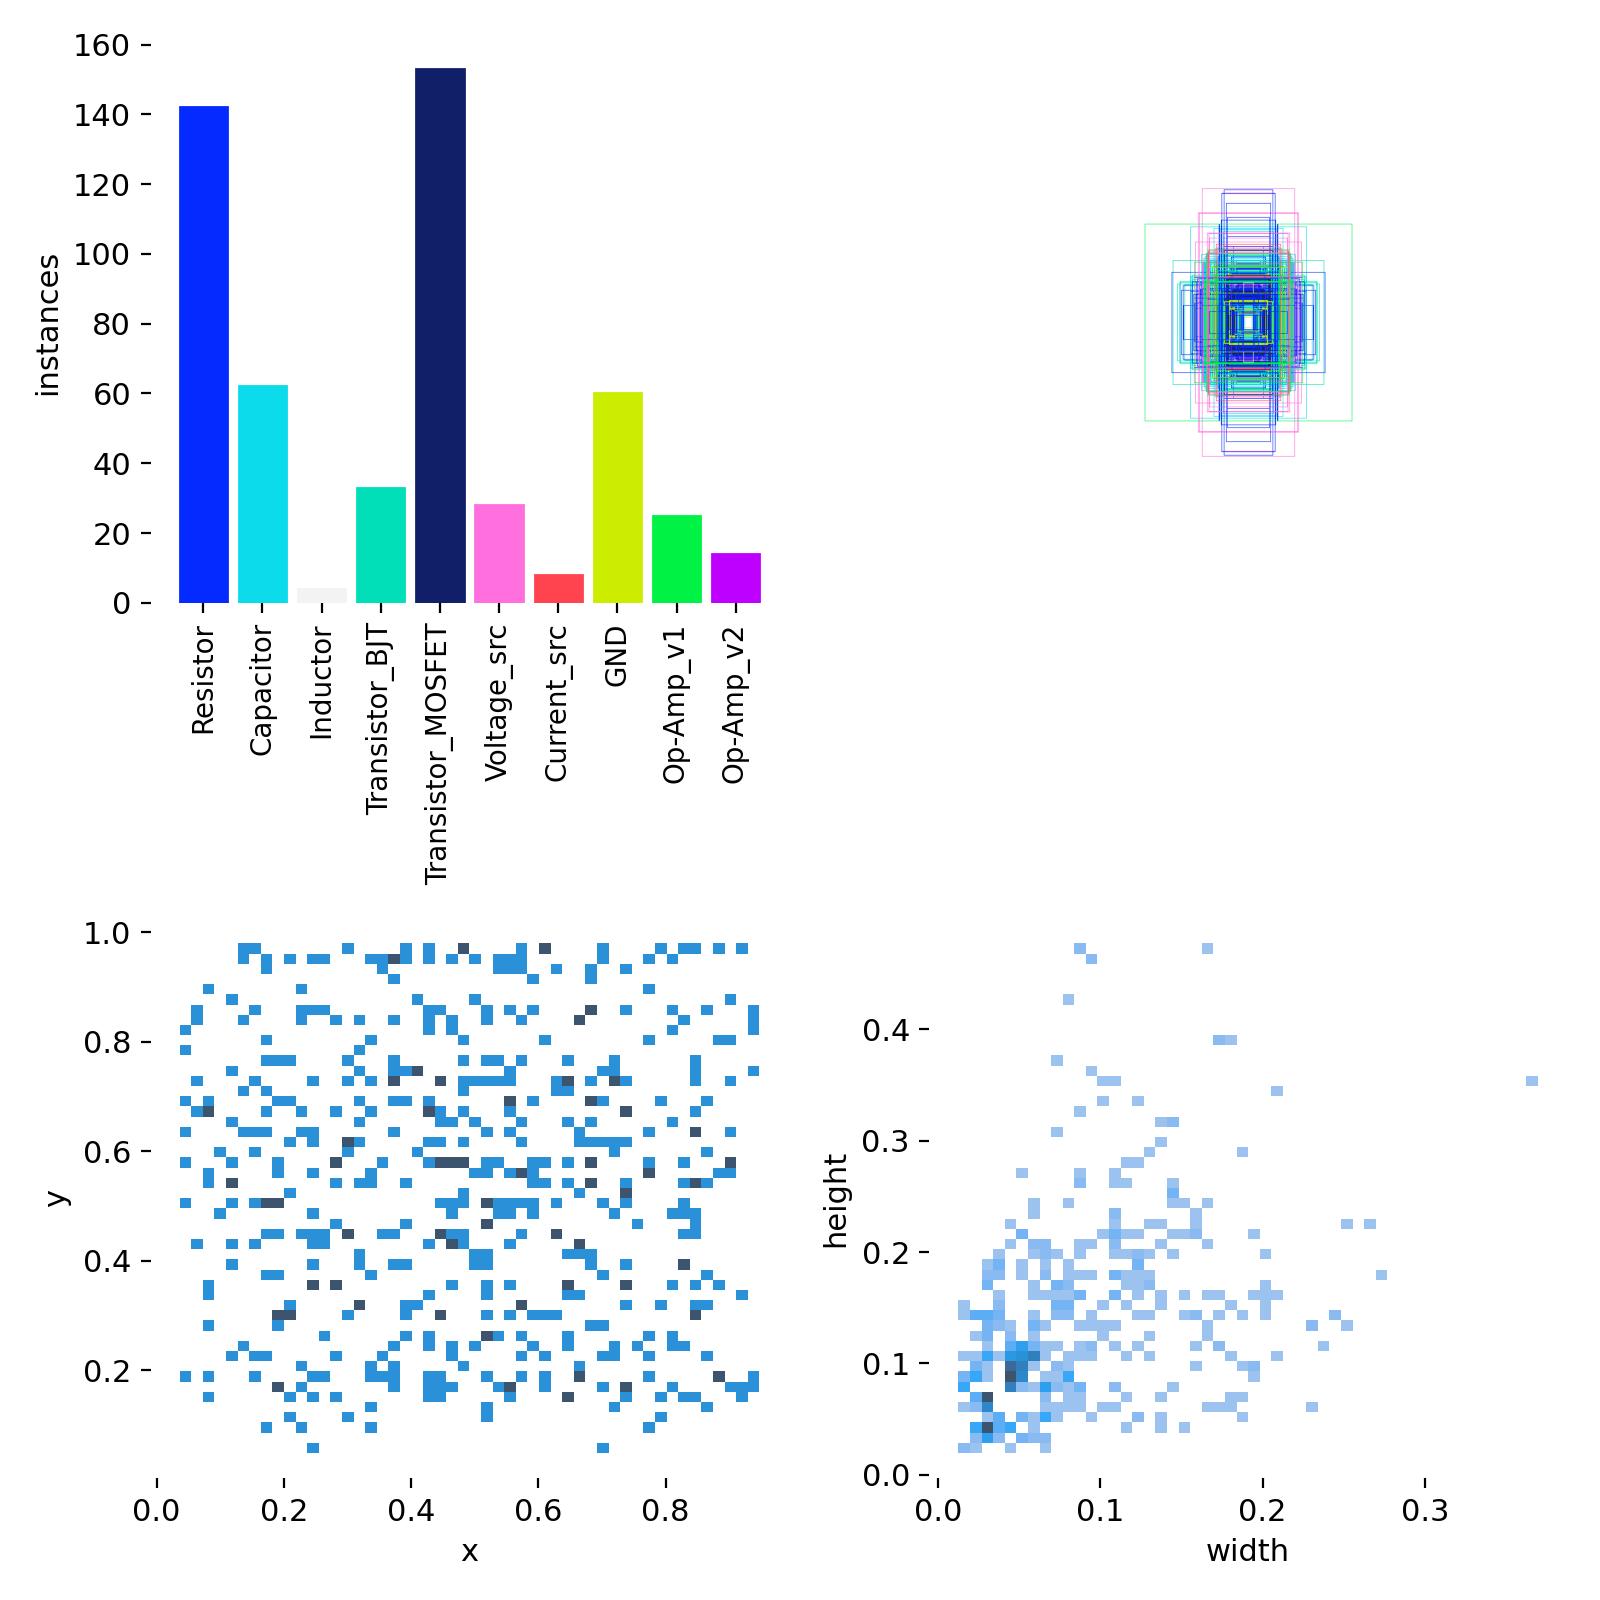 160
140
120
100
80
60
40
20
0
instances
Resistor
Capacitor
Inductor
Transistor_BJT
Transistor_MOSFET
Voltage_src
Current_src
GND
Op-Amp_v1
Op-Amp_v2
1.0
0.8
0.6
0.4
0.2
y
0.0 0.2 0.4 0.6 0.8
x
0.4
0.3
0.2
0.1
0.0
height
0.0 0.1 0.2 0.3
width